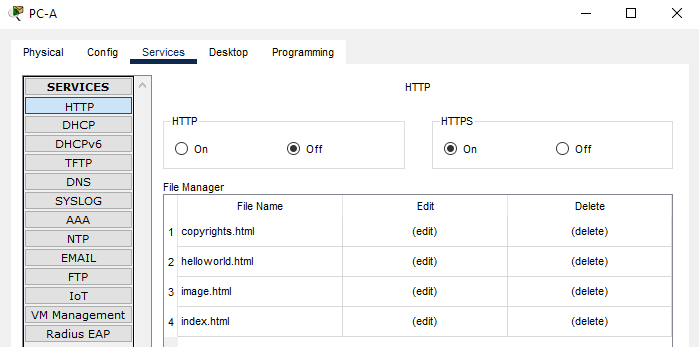 PC-A
Physical Config Services Desktop Programming
SERVICES
HTTP
DHCP
DHCPv6
TFTP
DNS
SYSLOG
AAA
NTP
EMAIL
FTP
IoT
VM Management
Radius EAP
HTTP
HTTP
On Off
HTTPS
On Off
File Manager
File Name Edit Delete
1 copyrights.html (edit) (delete)
2 helloworld.html (edit) (delete)
3 image.html (edit) (delete)
4 index.html (edit) (delete)